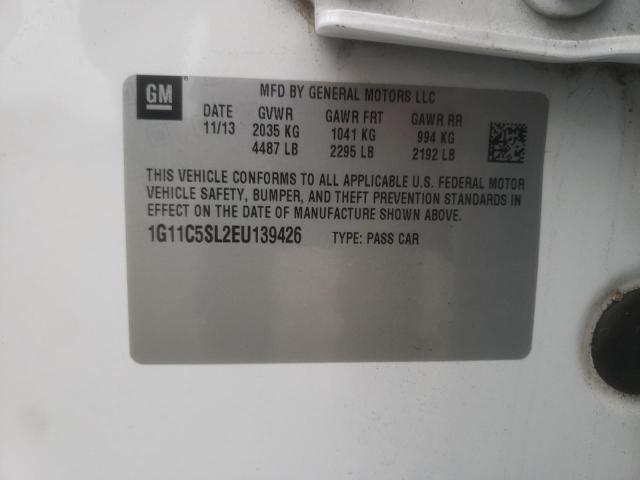 GM ® MFD BY GENERAL MOTORS LLC
DATE GVWR GAWR FRT GAWR RR
11/13 2035 KG 1041 KG 994 KG
4487 LB 2295 LB 2192 LB
THIS VEHICLE CONFORMS TO ALL APPLICABLE U.S. FEDERAL MOTOR
VEHICLE SAFETY, BUMPER, AND THEFT PREVENTION STANDARDS IN
EFFECT ON THE DATE OF MANUFACTURE SHOWN ABOVE.
1G11C5SL2EU139426 TYPE: PASS CAR